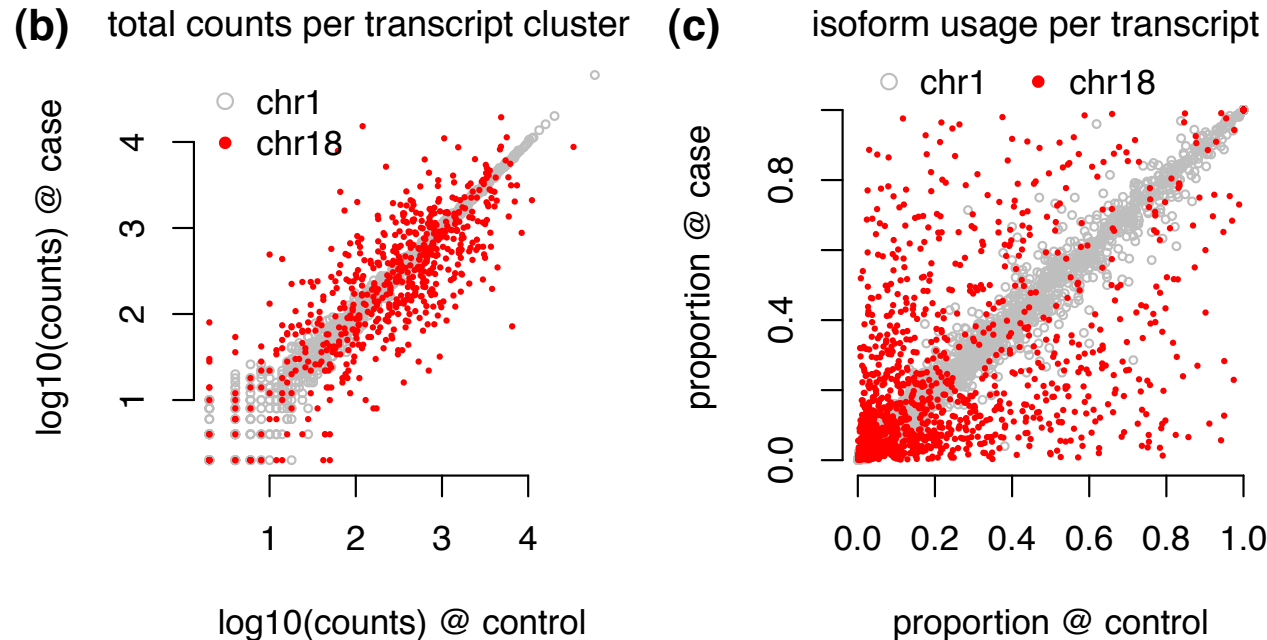 (b) total counts per transcript cluster
chr1
chr18
log10(counts) @ case
4
3
2
1
1 2 3 4
log10(counts) @ control
(c) isoform usage per transcript
chr1 chr18
proportion @ case
0.8
0.4
0.0
0.0 0.2 0.4 0.6 0.8 1.0
proportion @ control